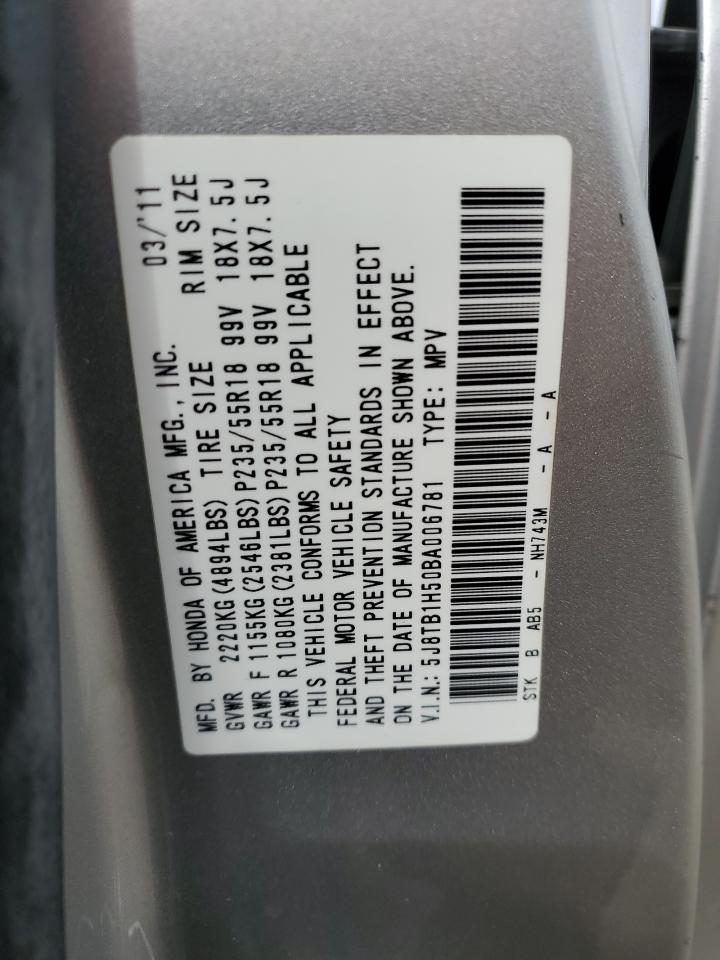 MFD. BY HONDA OF AMERICA MFG., INC. 03/'11
GVWR 2220KG(4894LBS) TIRE SIZE RIM SIZE
GAWR F 1155KG(2546LBS)P235/55R18 99V 18X7.5J
GAWR R 1080KG(2381LBS)P235/55R18 99V 18X7.5J
THIS VEHICLE CONFORMS TO ALL APPLICABLE
FEDERAL MOTOR VEHICLE SAFETY
AND THEFT PREVENTION STANDARDS IN EFFECT
ON THE DATE OF MANUFACTURE SHOWN ABOVE.
V.I.N.: 5J8TB1H50BA006781 TYPE: MPV
STK B AB5 - NH743M - A - A